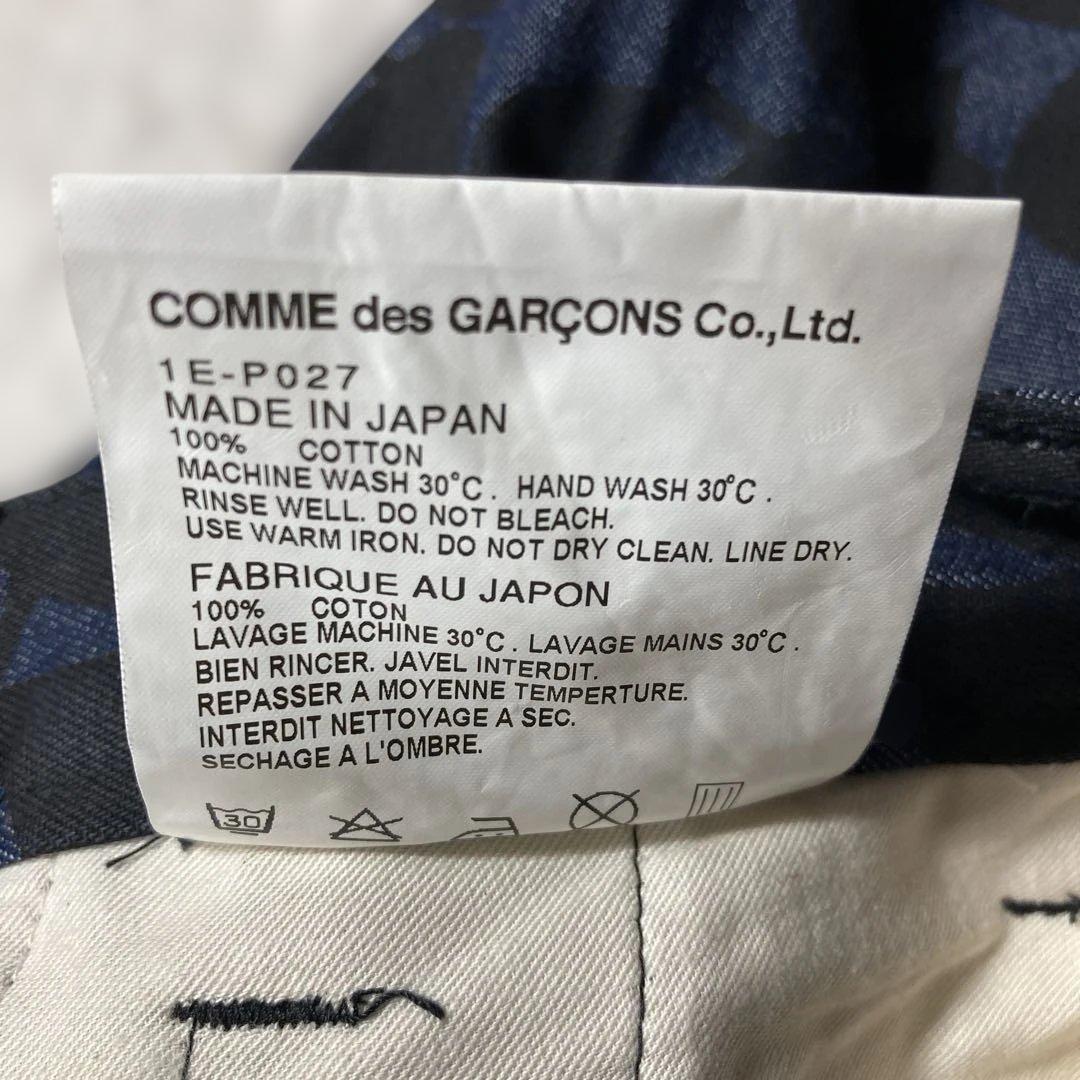 COMME des GARÇONS Co.,Ltd.
1E-P027
MADE IN JAPAN
100% COTTON
MACHINE WASH 30°C . HAND WASH 30°C .
RINSE WELL. DO NOT BLEACH.
USE WARM IRON. DO NOT DRY CLEAN. LINE DRY.
FABRIQUE AU JAPON
100% COTON
LAVAGE MACHINE 30°C . LAVAGE MAINS 30°C .
BIEN RINCER. JAVEL INTERDIT.
REPASSER A MOYENNE TEMPERTURE.
INTERDIT NETTOYAGE A SEC.
SECHAGE A L'OMBRE.
30